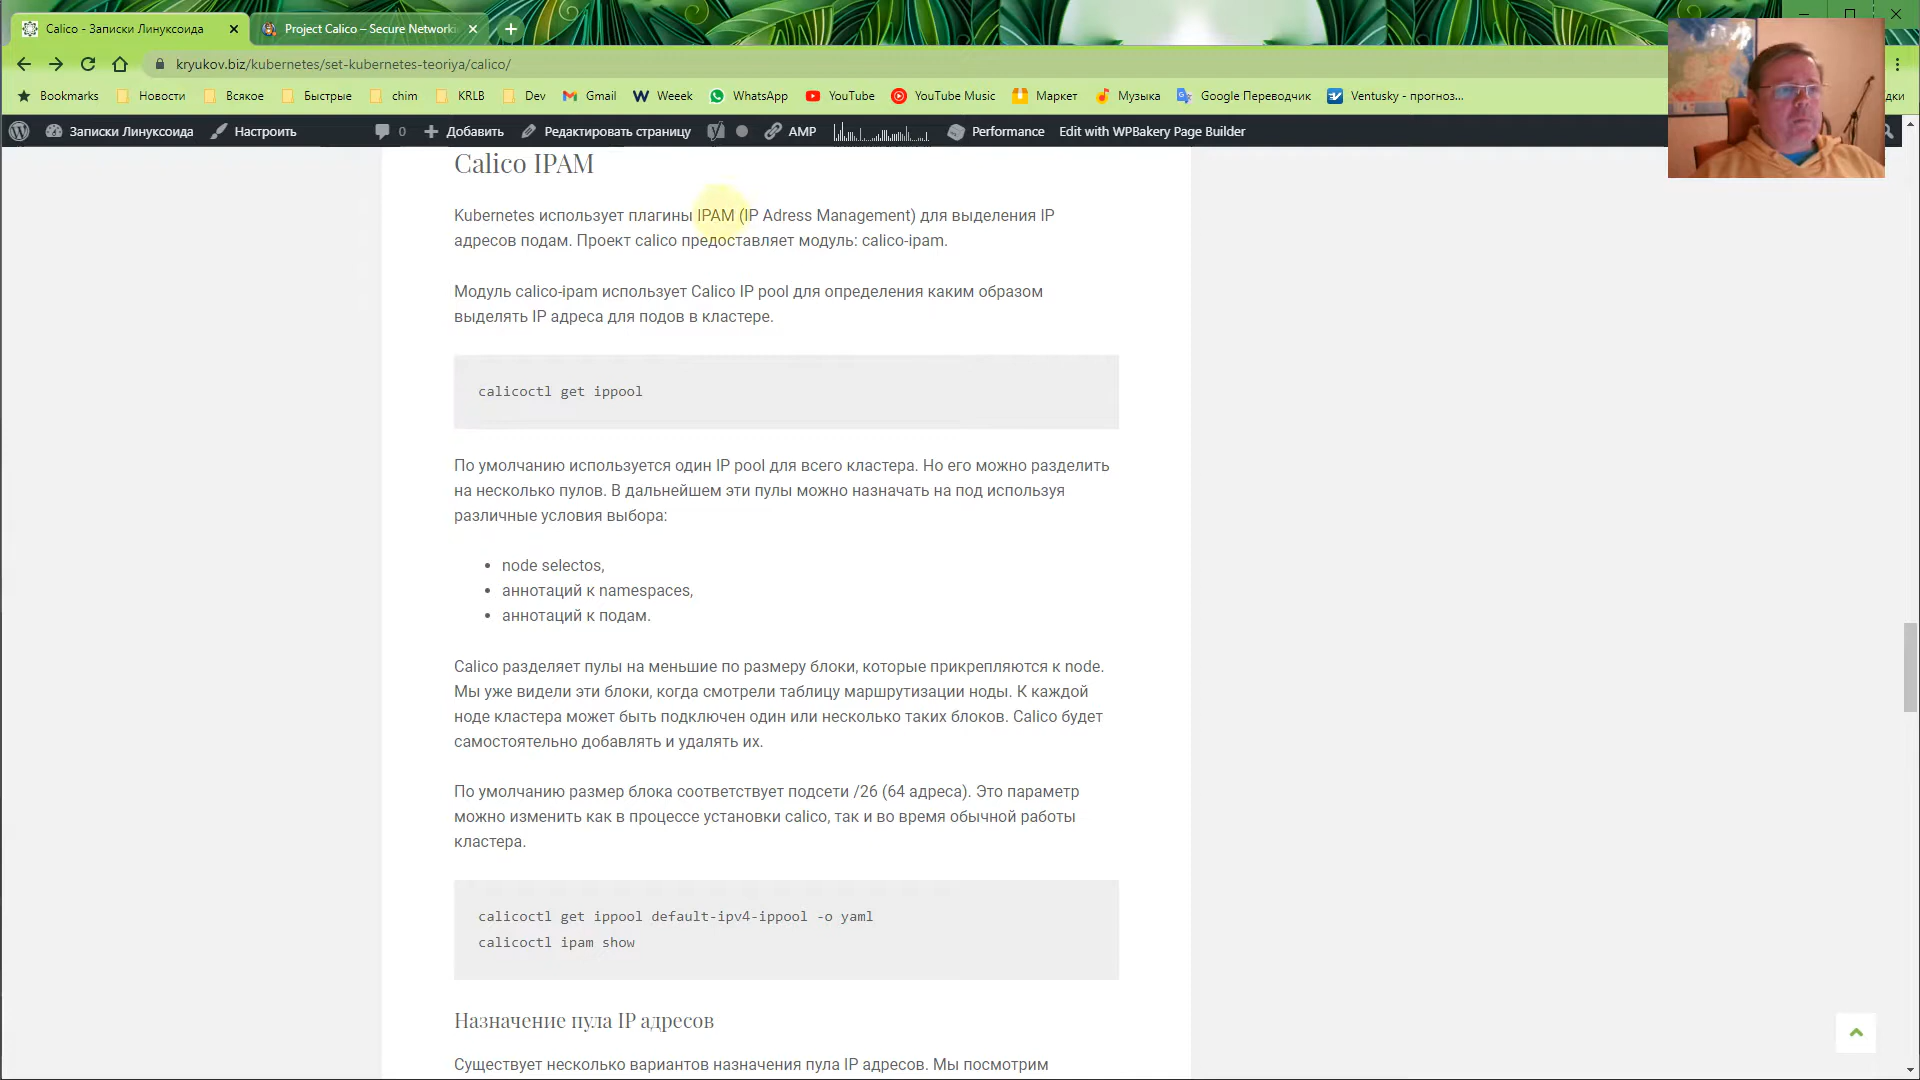 Calico - Записки Линуксоида
Project Calico – Secure Networki
kryukov.biz/kubernetes/set-kubernetes-teoriya/calico/
Bookmarks Новости Всякое Быстрые chim KRLB Dev Gmail Weeek WhatsApp YouTube YouTube Music Маркет Музыка Google Переводчик Ventusky - прогноз... дки
Записки Линуксоида Настроить 0 Добавить Редактировать страницу AMP Performance Edit with WPBakery Page Builder
Calico IPAM
Kubernetes использует плагины IPAM (IP Adress Management) для выделения IP
адресов подам. Проект calico предоставляет модуль: calico-ipam.
Модуль calico-ipam использует Calico IP pool для определения каким образом
выделять IP адреса для подов в кластере.
calicoctl get ippool
По умолчанию используется один IP pool для всего кластера. Но его можно разделить
на несколько пулов. В дальнейшем эти пулы можно назначать на под используя
различные условия выбора:
• node selectos,
• аннотаций к namespaces,
• аннотаций к подам.
Calico разделяет пулы на меньшие по размеру блоки, которые прикрепляются к node.
Мы уже видели эти блоки, когда смотрели таблицу маршрутизации ноды. К каждой
ноде кластера может быть подключен один или несколько таких блоков. Calico будет
самостоятельно добавлять и удалять их.
По умолчанию размер блока соответствует подсети /26 (64 адреса). Это параметр
можно изменить как в процессе установки calico, так и во время обычной работы
кластера.
calicoctl get ippool default-ipv4-ippool -o yaml
calicoctl ipam show
Назначение пула IP адресов
Существует несколько вариантов назначения пула IP адресов. Мы посмотрим